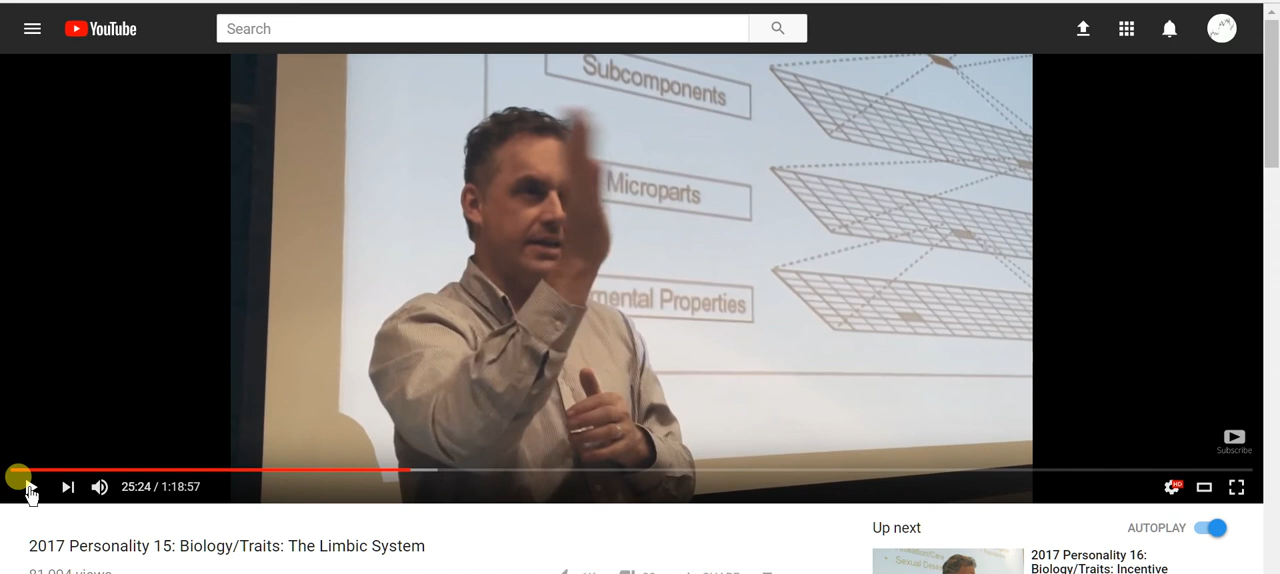 YouTube
Search
Subcomponents
Microparts
mental Properties
Subscribe
25:24 / 1:18:57
HD
2017 Personality 15: Biology/Traits: The Limbic System
Up next
AUTOPLAY
2017 Personality 16:
Biology/Traits: Incentive